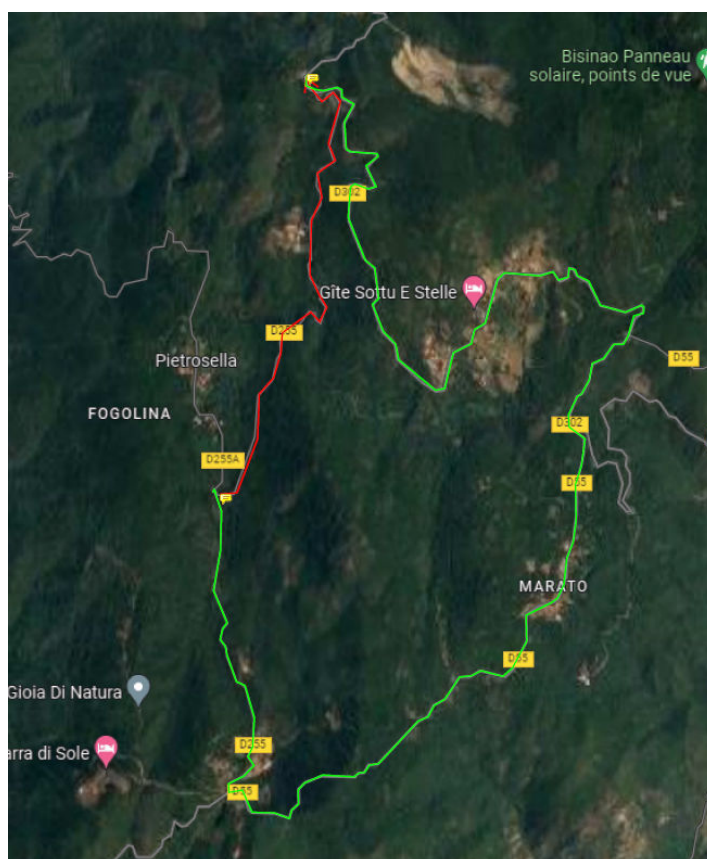 Bisinao Panneau
solaire, points de vue
D302
Gîte Sottu E Stelle
D255
Pietrosella
D55
FOGOLINA
D302
D255A
D55
MARATO
D55
Gioia Di Natura
D255
arra di Sole
D55